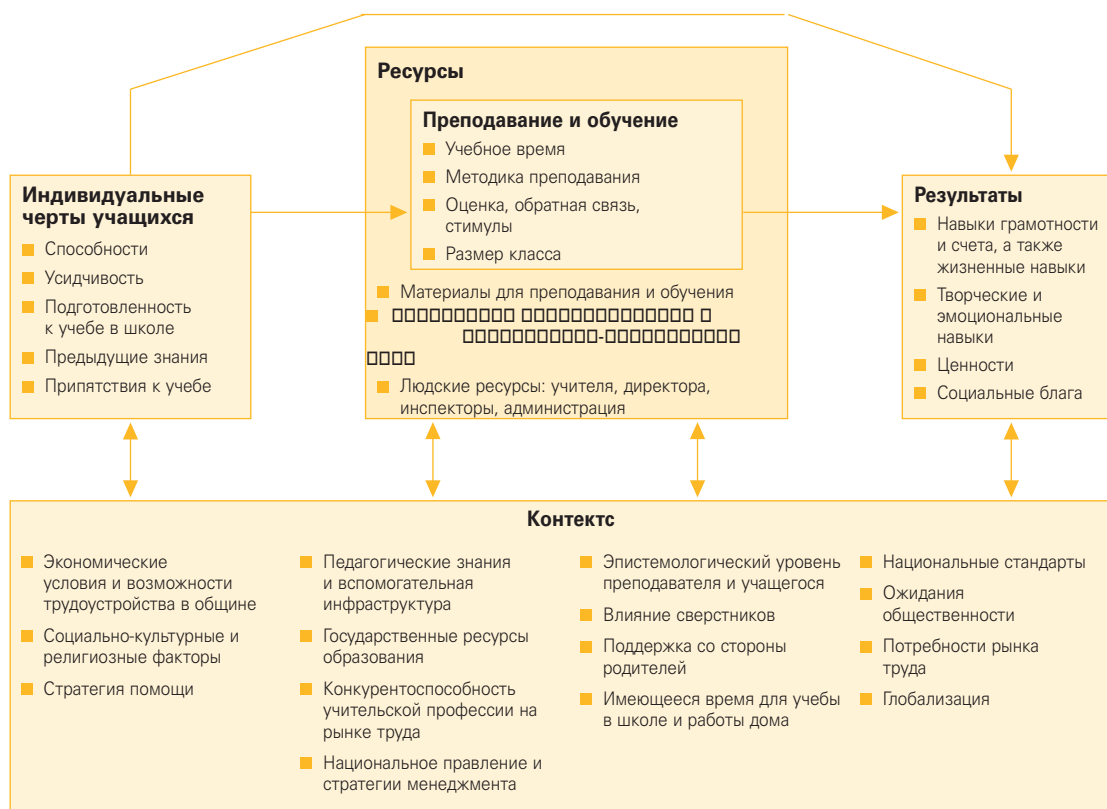 Ресурсы
Преподавание и обучение
Учебное время
Методика преподавания
Оценка, обратная связь,
стимулы
Размер класса
Материалы для преподавания и обучения
Людские ресурсы: учителя, директора,
инспекторы, администрация
Индивидуальные
черты учащихся
Способности
Усидчивость
Подготовленность
к учебе в школе
Предыдущие знания
Припятствия к учебе
Результаты
Навыки грамотности
и счета, а также
жизненные навыки
Творческие и
эмоциональные
навыки
Ценности
Социальные блага
Контектс
Экономические
условия и возможности
трудоустройства в общине
Социально-культурные и
религиозные факторы
Стратегия помощи
Педагогические знания
и вспомогательная
инфраструктура
Государственные ресурсы
образования
Конкурентоспособность
учительской профессии на
рынке труда
Национальное правление и
стратегии менеджмента
Эпистемологический уровень
преподавателя и учащегося
Влияние сверстников
Поддержка со стороны
родителей
Имеющееся время для учебы
в школе и работы дома
Национальные стандарты
Ожидания
общественности
Потребности рынка
труда
Глобализация